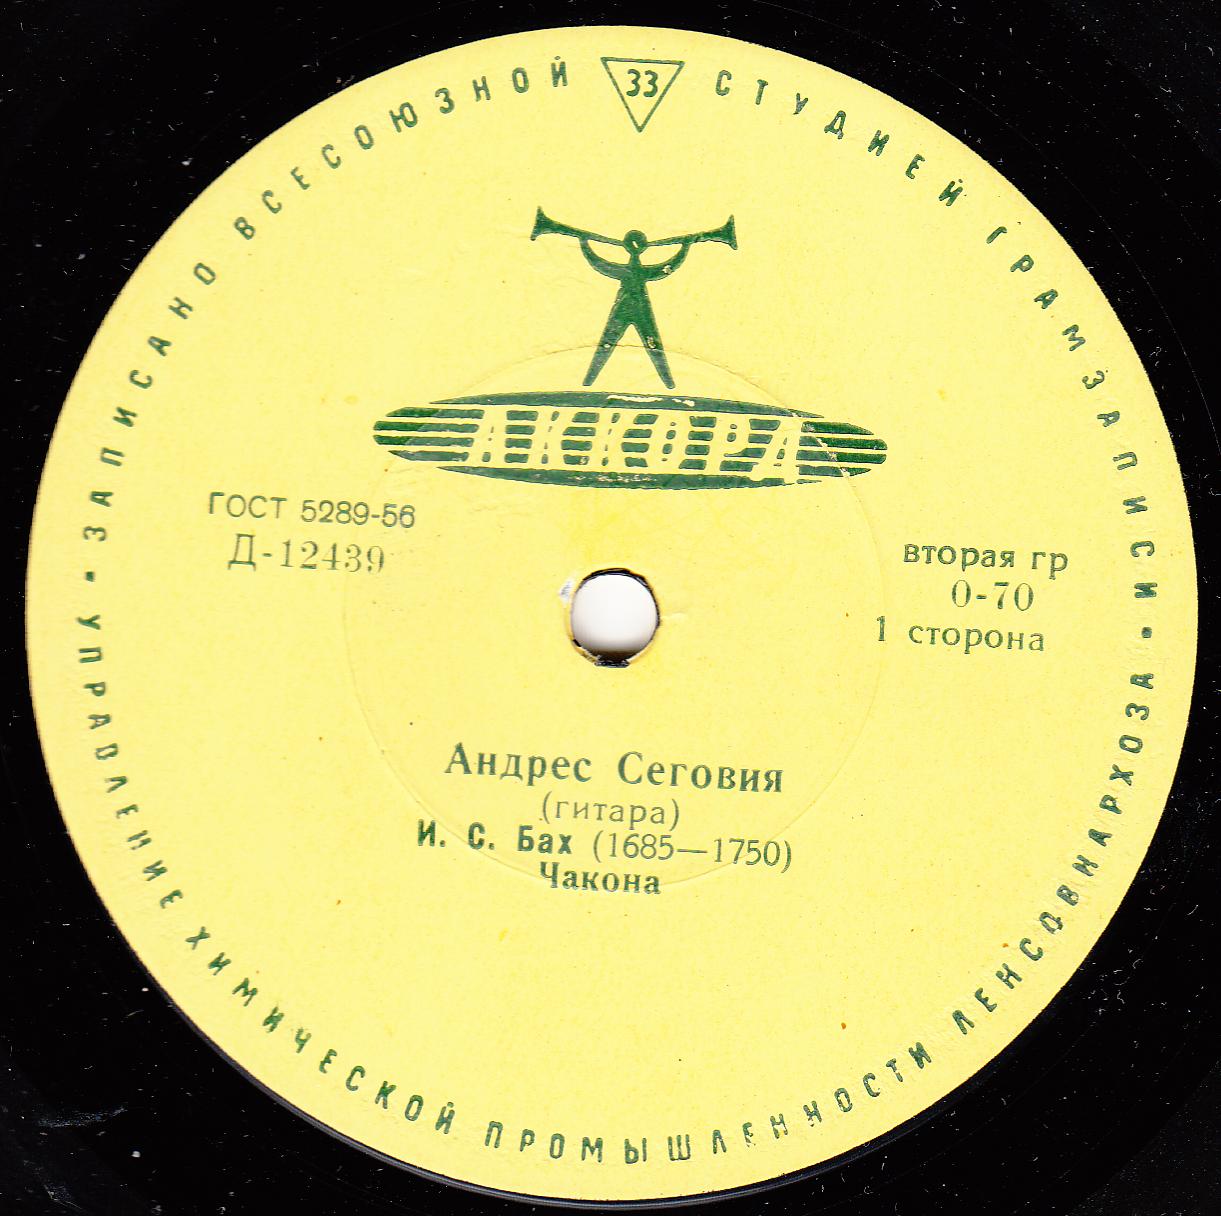 ЗАПИСАНО ВСЕСОЮЗНОЙ СТУДИЕЙ ГРАМЗАПИСИ •
33
АККОРД
ГОСТ 5289-56
Д-12439
вторая гр
0-70
1 сторона
Андрес Сеговия
(гитара)
И. С. Бах (1685—1750)
Чакона
УПРАВЛЕНИЕ ХИМИЧЕСКОЙ ПРОМЫШЛЕННОСТИ ЛЕНСОВНАРХОЗА •